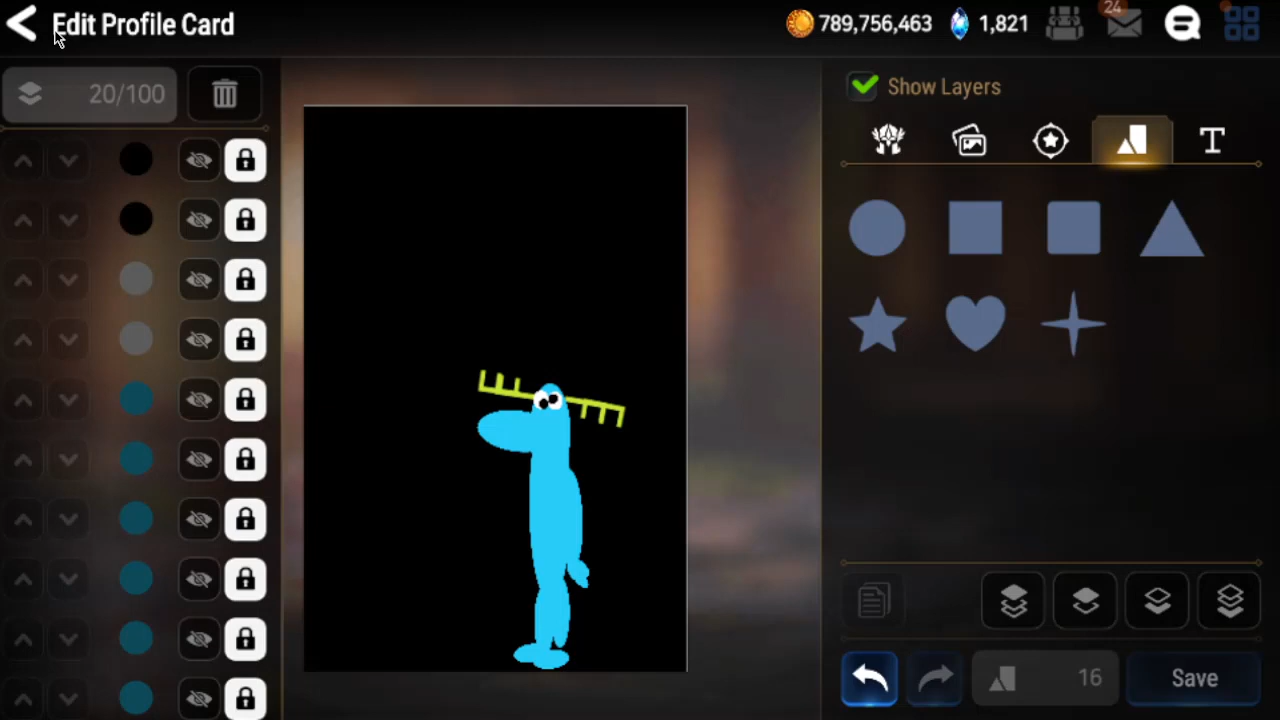 Edit Profile Card
789,756,463
1,821
24
20/100
Show Layers
T
16
Save